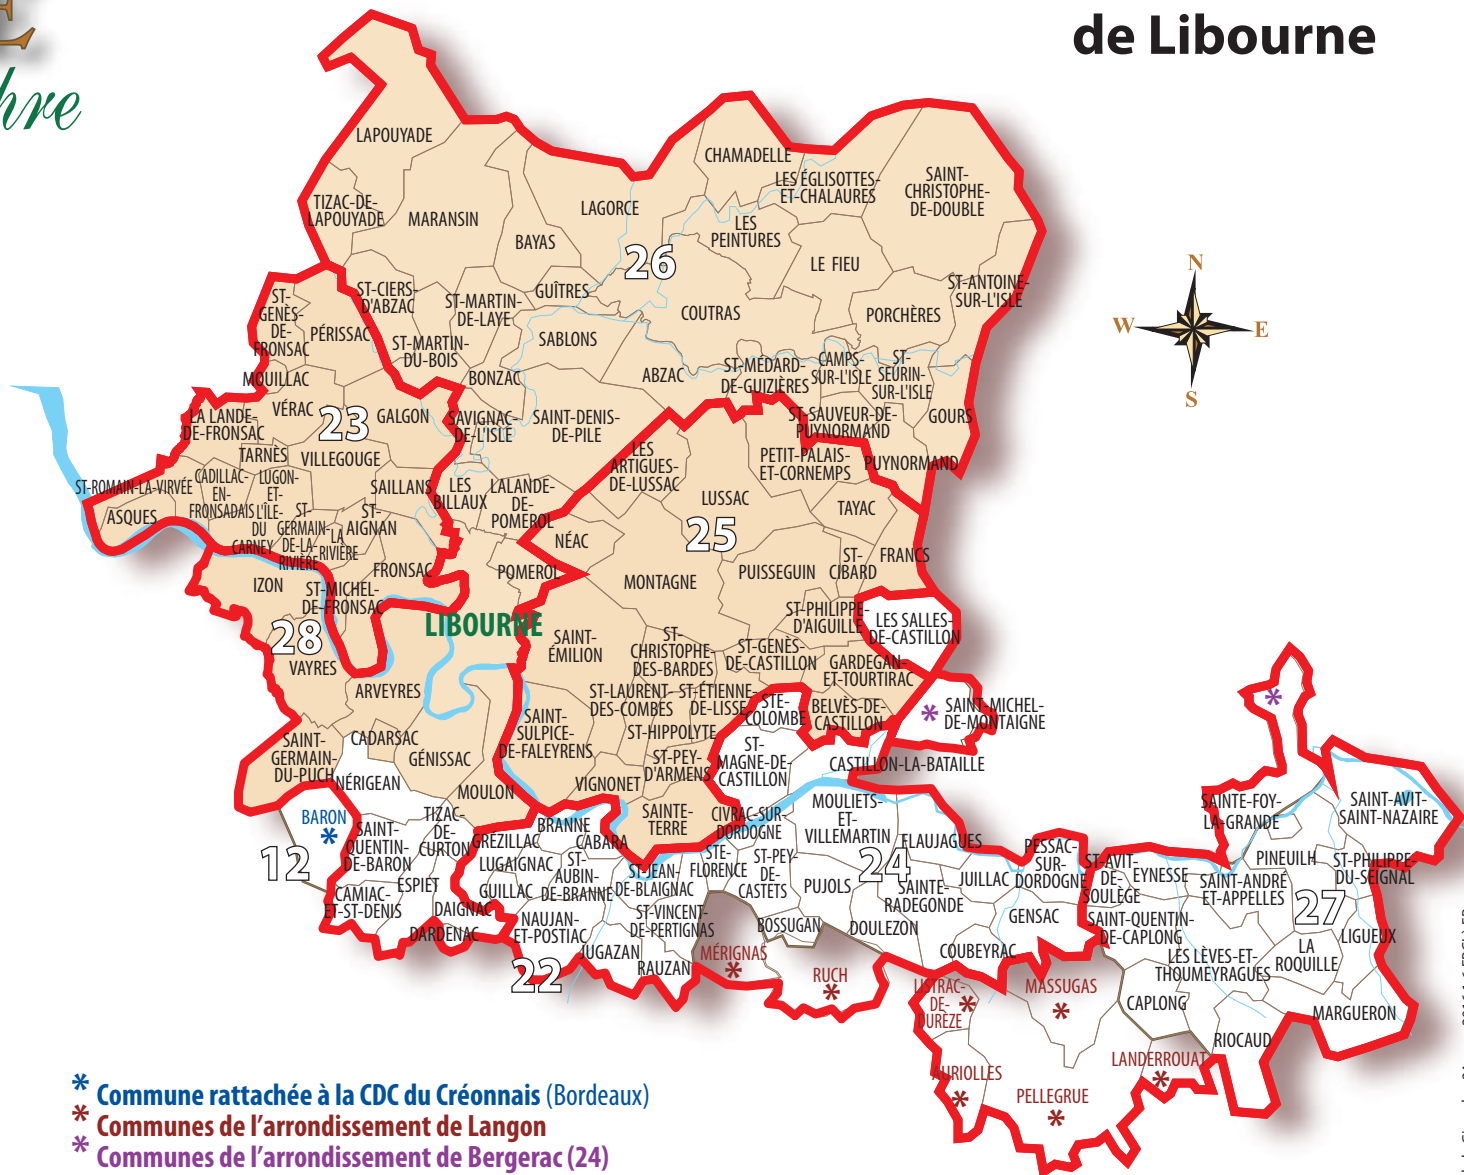 E
hre
de Libourne
LAPOUYADE
TIZAC-DE-
LAPOUYADE
MARANSIN
BAYAS
LAGORCE
CHAMADELLE
LES ÉGLISOTTES-
ET-CHALAURES
SAINT-
CHRISTOPHE-
DE-DOUBLE
LES
PEINTURES
LE FIEU
26
ST-ANTOINE-
SUR-L'ISLE
PORCHÈRES
COUTRAS
GUÎTRES
ST-MARTIN-
DE-LAYE
ST-CIERS-
D'ABZAC
ST-MARTIN-
DU-BOIS
SABLONS
BONZAC
ABZAC
ST-MÉDARD-
DE-GUIZIÈRES
CAMPS-
SUR-L'ISLE
ST-
SEURIN-
SUR-L'ISLE
GOURS
ST-SAUVEUR-DE-
PUYNORMAND
PUYNORMAND
SAVIGNAC-
DE-L'ISLE
SAINT-DENIS-
DE-PILE
LES
BILLAUX
LALANDE-
DE-
POMEROL
POMEROL
LIBOURNE
N
W
E
S
ST-
GENÈS-
DE-
FRONSAC
PÉRISSAC
MOUILLAC
VÉRAC
23
GALGON
LA LANDE-
DE-FRONSAC
TARNÈS
VILLEGOUGE
SAILLANS
ST-ROMAIN-LA-VIRVÉE
ASQUES
CADILLAC-
EN-
FRONSADAIS
LUGON-
ET-
L'ÎLE-
DU
CARNEY
ST-
GERMAIN-
DE-LA-
RIVIÈRE
LA
RIVIÈRE
ST-
AIGNAN
FRONSAC
ST-MICHEL-
DE-FRONSAC
IZON
28
VAYRES
ARVEYRES
CADARSAC
GÉNISSAC
SAINT-
GERMAIN-
DU-PUCH
NÉRIGEAN
MOULON
LES
ARTIGUES-
DE-LUSSAC
PETIT-PALAIS-
ET-CORNEMPS
LUSSAC
25
TAYAC
NÉAC
MONTAGNE
PUISSEGUIN
ST-
CIBARD
FRANCS
ST-PHILIPPE-
D'AIGUILLE
LES SALLES-
DE-CASTILLON
SAINT-
ÉMILION
ST-
CHRISTOPHE-
DES-BARDES
ST-GENÈS-
DE-CASTILLON
GARDEGAN-
ET-TOURTIRAC
ST-LAURENT-
DES-COMBES
ST-ÉTIENNE-
DE-LISSE
STE-
COLOMBE
BELVÈS-DE-
CASTILLON
* SAINT-MICHEL-
DE-MONTAIGNE
SAINT-
SULPICE-
DE-FALEYRENS
ST-HIPPOLYTE
ST-PEY-
D'ARMENS
VIGNONET
SAINTE-
TERRE
ST-
MAGNE-DE-
CASTILLON
CASTILLON-LA-BATAILLE
CIVRAC-SUR-
DORDOGNE
MOULIETS-
ET-
VILLEMARTIN
24
FLAUJAGUES
BARON
*
12
SAINT-
QUENTIN-
DE-BARON
TIZAC-
DE-
CURTON
GRÉZILLAC
BRANNE
CABARA
LUGAIGNAC
GUILLAC
ST-
AUBIN-
DE-BRANNE
ST-JEAN-
DE-BLAIGNAC
STE-
FLORENCE
ST-PEY-
DE-
CASTETS
PUJOLS
SAINTE-
RADEGONDE
JUILLAC
PESSAC-
SUR-
DORDOGNE
GENSAC
CAMIAC-
ET-ST-DENIS
ESPIET
DAIGNAC
DARDENAC
NAUJAN-
ET-POSTIAC
22
JUGAZAN
ST-VINCENT-
DE-PERTIGNAS
RAUZAN
BOSSUGAN
DOULEZON
COUBEYRAC
MÉRIGNAS
*
RUCH
*
LISTRAC-
DE-
DURÈZE
*
MASSUGAS
*
AURIOLLES
*
PELLEGRUE
*
LANDERROUAT
*
*
SAINTE-FOY-
LA-GRANDE
SAINT-AVIT-
SAINT-NAZAIRE
PINEUILH
ST-PHILIPPE-
DU-SEIGNAL
ST-AVIT-
DE-
SOULÈGE
EYNESSE
SAINT-ANDRÉ
ET-APPELLES
27
SAINT-QUENTIN-
DE-CAPLONG
LIGUEUX
LES LÈVES-ET-
THOUMEYRAGUES
LA
ROQUILLE
CAPLONG
MARGUERON
RIOCAUD
* Commune rattachée à la CDC du Créonnais (Bordeaux)
* Communes de l'arrondissement de Langon
* Communes de l'arrondissement de Bergerac (24)